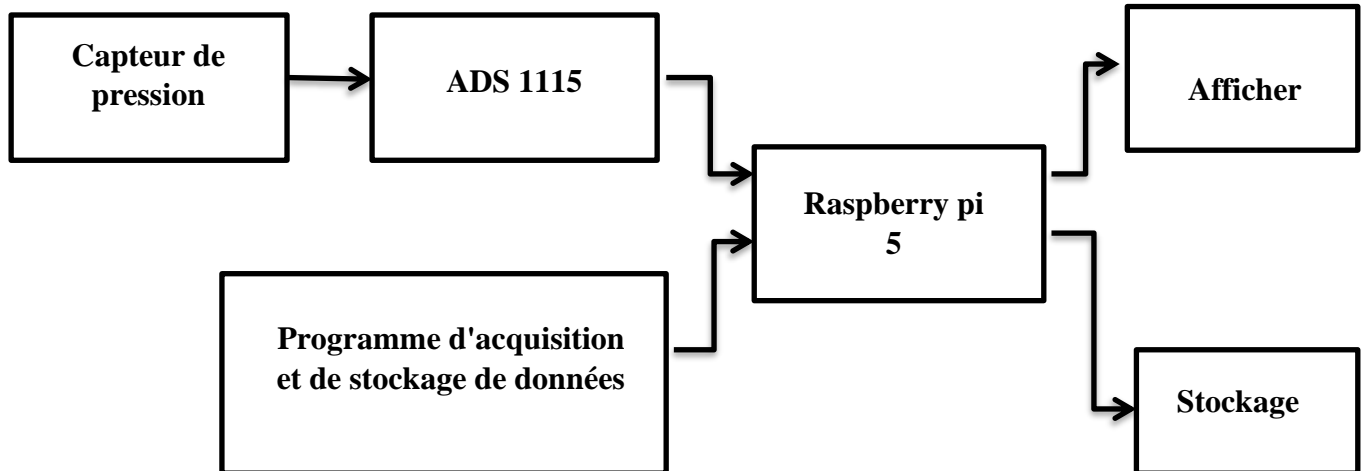 Capteur de
pression
ADS 1115
Afficher
Raspberry pi
5
Programme d'acquisition
et de stockage de données
Stockage